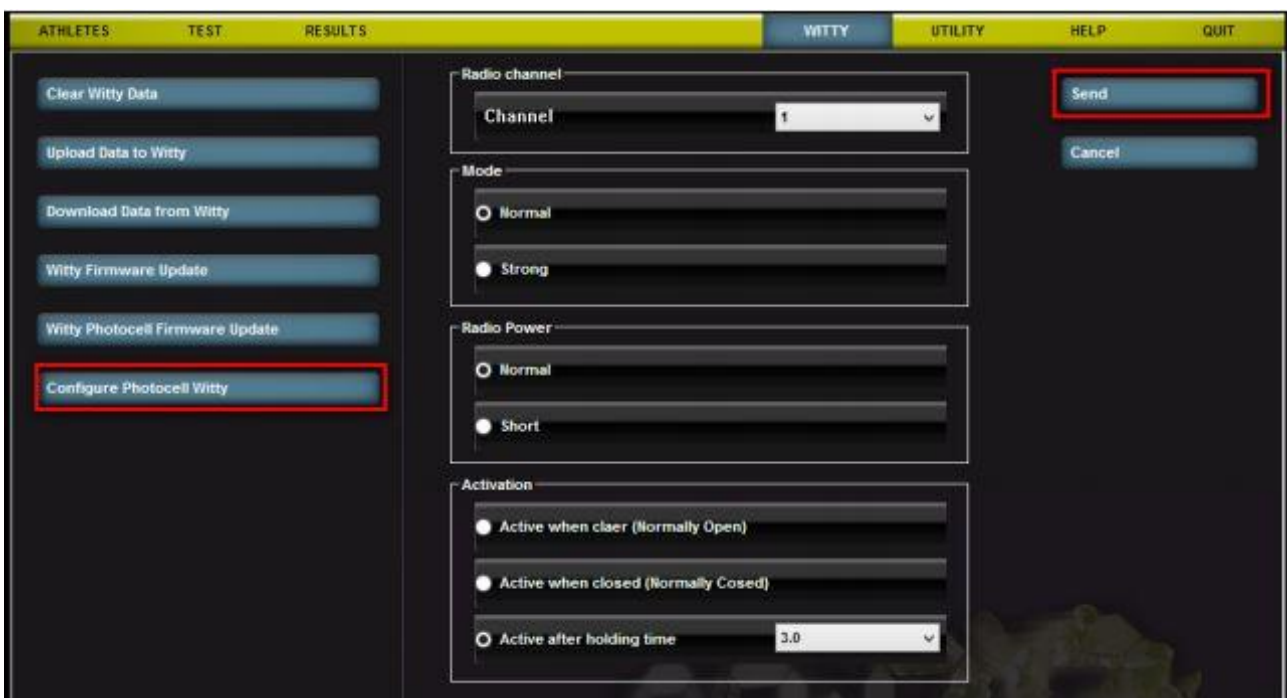 ATHLETES TEST RESULTS WITTY UTILITY HELP QUIT
Clear Witty Data
Upload Data to Witty
Download Data from Witty
Witty Firmware Update
Witty Photocell Firmware Update
Configure Photocell Witty
Radio channel
Channel 1
Mode
Normal
Strong
Radio Power
Normal
Short
Activation
Active when claer (Normally Open)
Active when closed (Normally Cosed)
Active after holding time 3.0
Send
Cancel